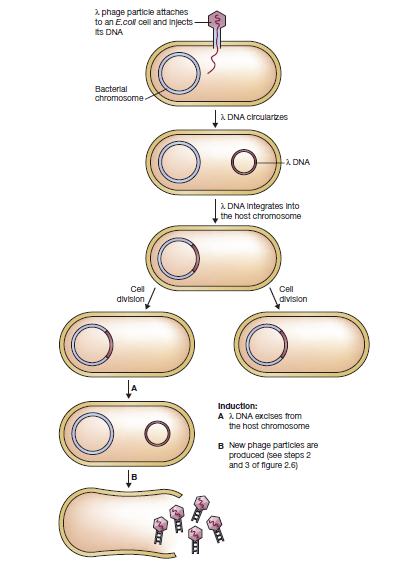 λ phage particle attaches
to an E.coli cell and injects
its DNA
Bacterial
chromosome
λ DNA circularizes
λ DNA
λ DNA integrates into
the host chromosome
Cell
division
Cell
division
A
Induction:
A λ DNA excises from
the host chromosome
B New phage particles are
produced (see steps 2
and 3 of figure 2.6)
B